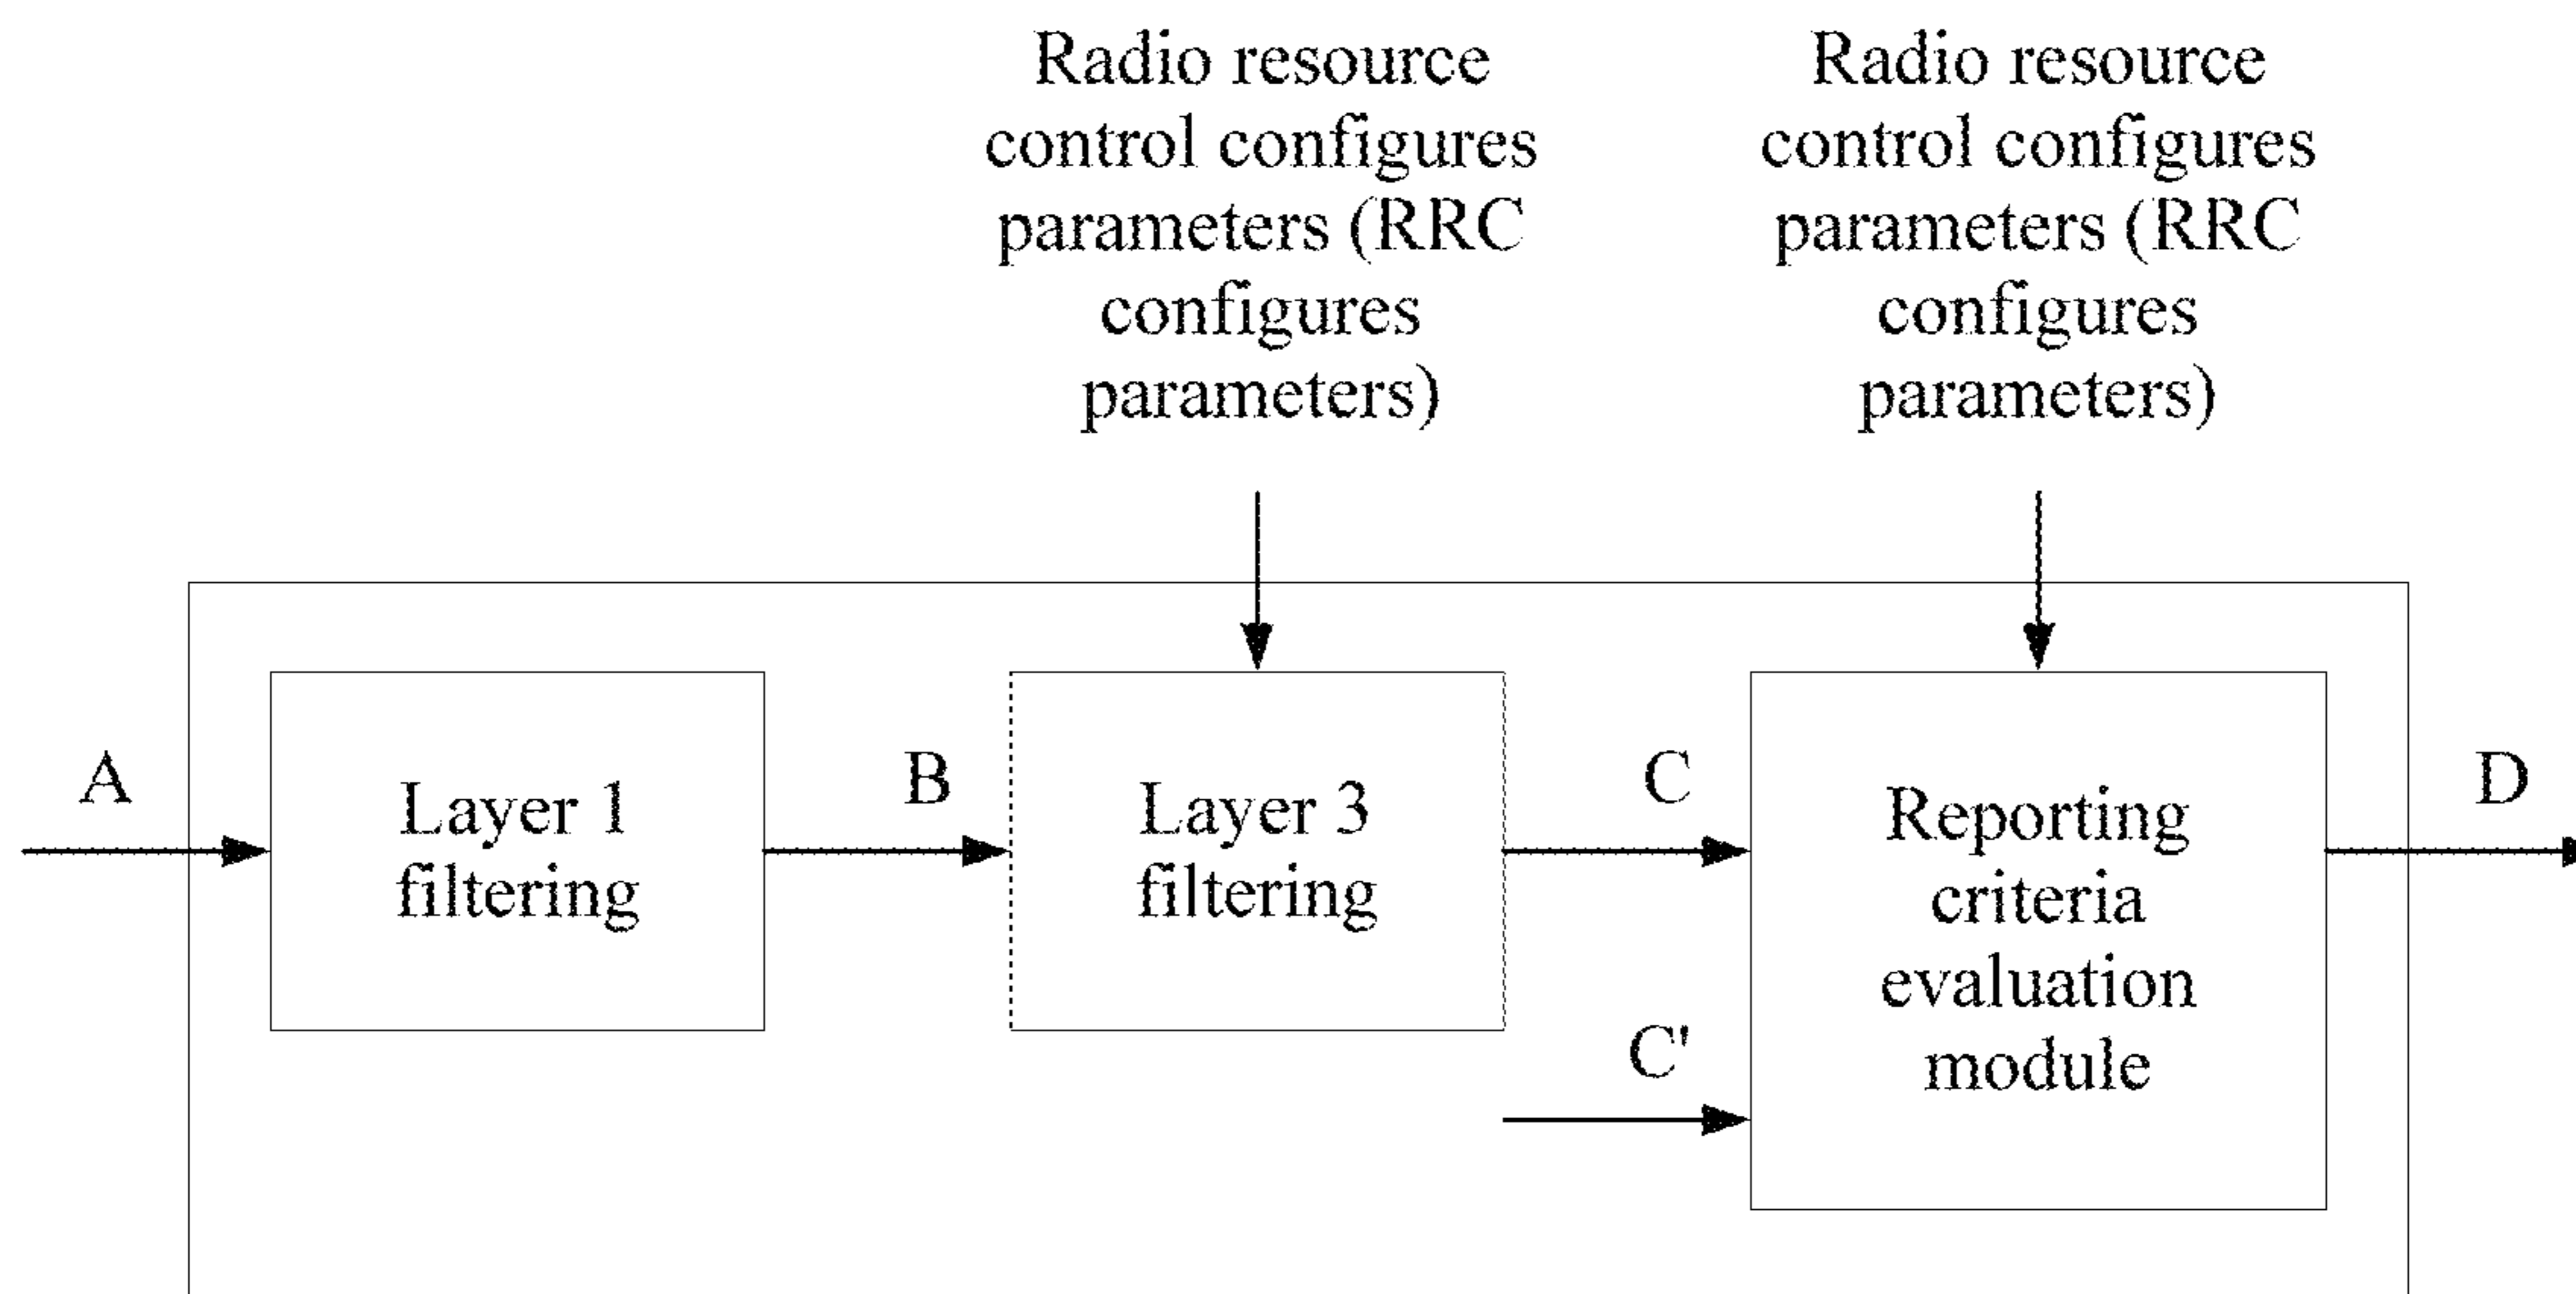 Radio resource
control configures
parameters (RRC
configures
parameters)
Radio resource
control configures
parameters (RRC
configures
parameters)
A
Layer 1
filtering
B
Layer 3
filtering
C
C'
Reporting
criteria
evaluation
module
D